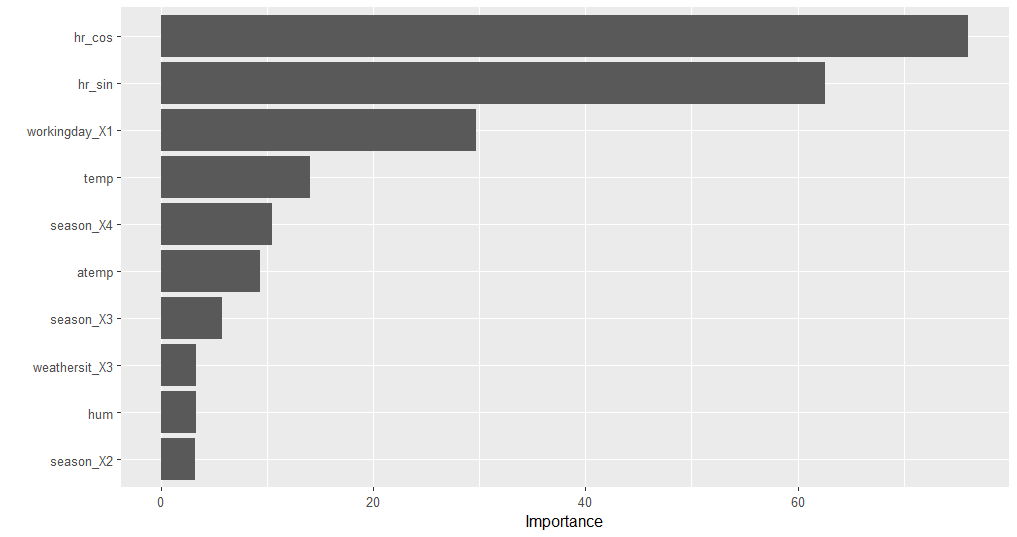 hr_cos
hr_sin
workingday_X1
temp
season_X4
atemp
season_X3
weathersit_X3
hum
season_X2
0 20 40 60
Importance